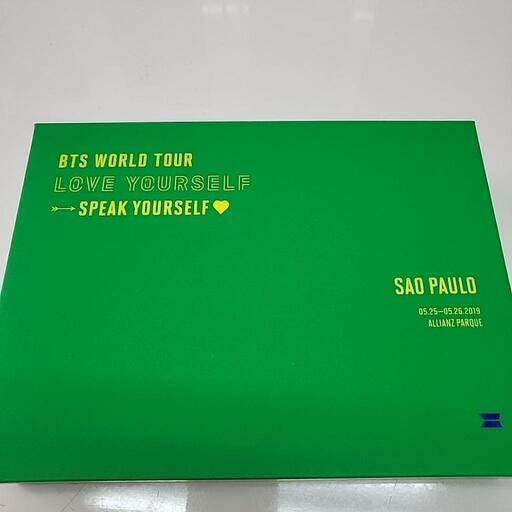 BTS WORLD TOUR
LOVE YOURSELF
SPEAK YOURSELF
SAO PAULO
05.25—05.26.2019
ALLIANZ PARQUE